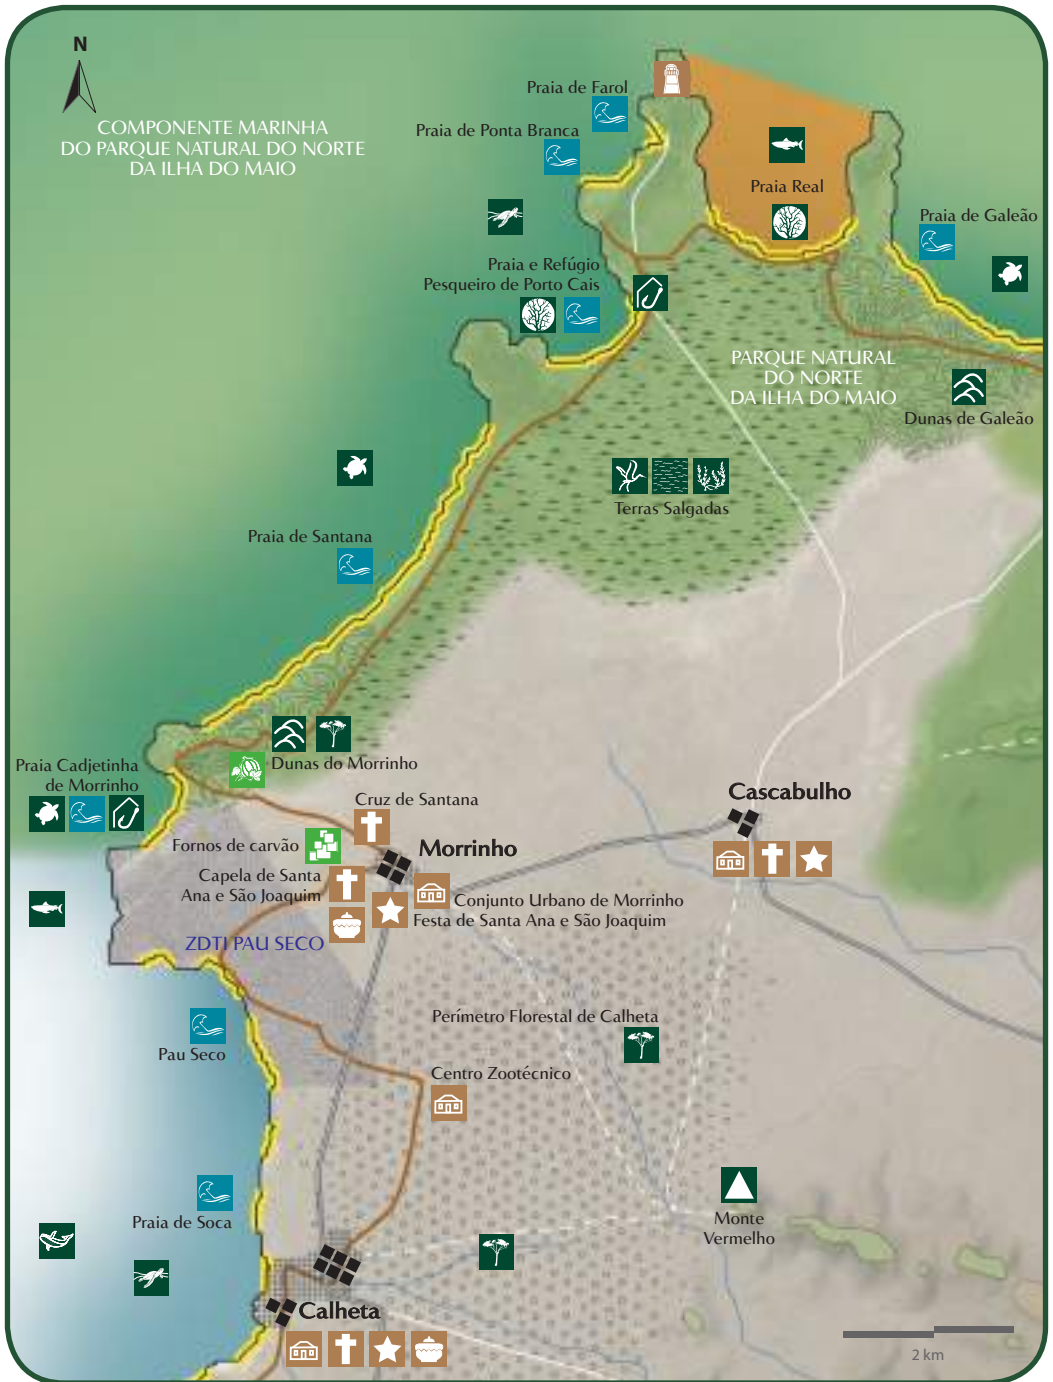 N
COMPONENTE MARINHA
DO PARQUE NATURAL DO NORTE
DA ILHA DO MAIO
Praia de Farol
Praia de Ponta Branca
Praia Real
Praia de Galeão
Praia e Refúgio
Pesqueiro de Porto Cais
PARQUE NATURAL
DO NORTE
DA ILHA DO MAIO
Dunas de Galeão
Terras Salgadas
Praia de Santana
Dunas do Morrinho
Praia Cadjetinha
de Morrinho
Cruz de Santana
Cascabulho
Fornos de carvão
Morrinho
Capela de Santa
Ana e São Joaquim
Conjunto Urbano de Morrinho
Festa de Santa Ana e São Joaquim
ZDTI PAU SECO
Perímetro Florestal de Calheta
Pau Seco
Centro Zootécnico
Praia de Soca
Monte
Vermelho
Calheta
2 km